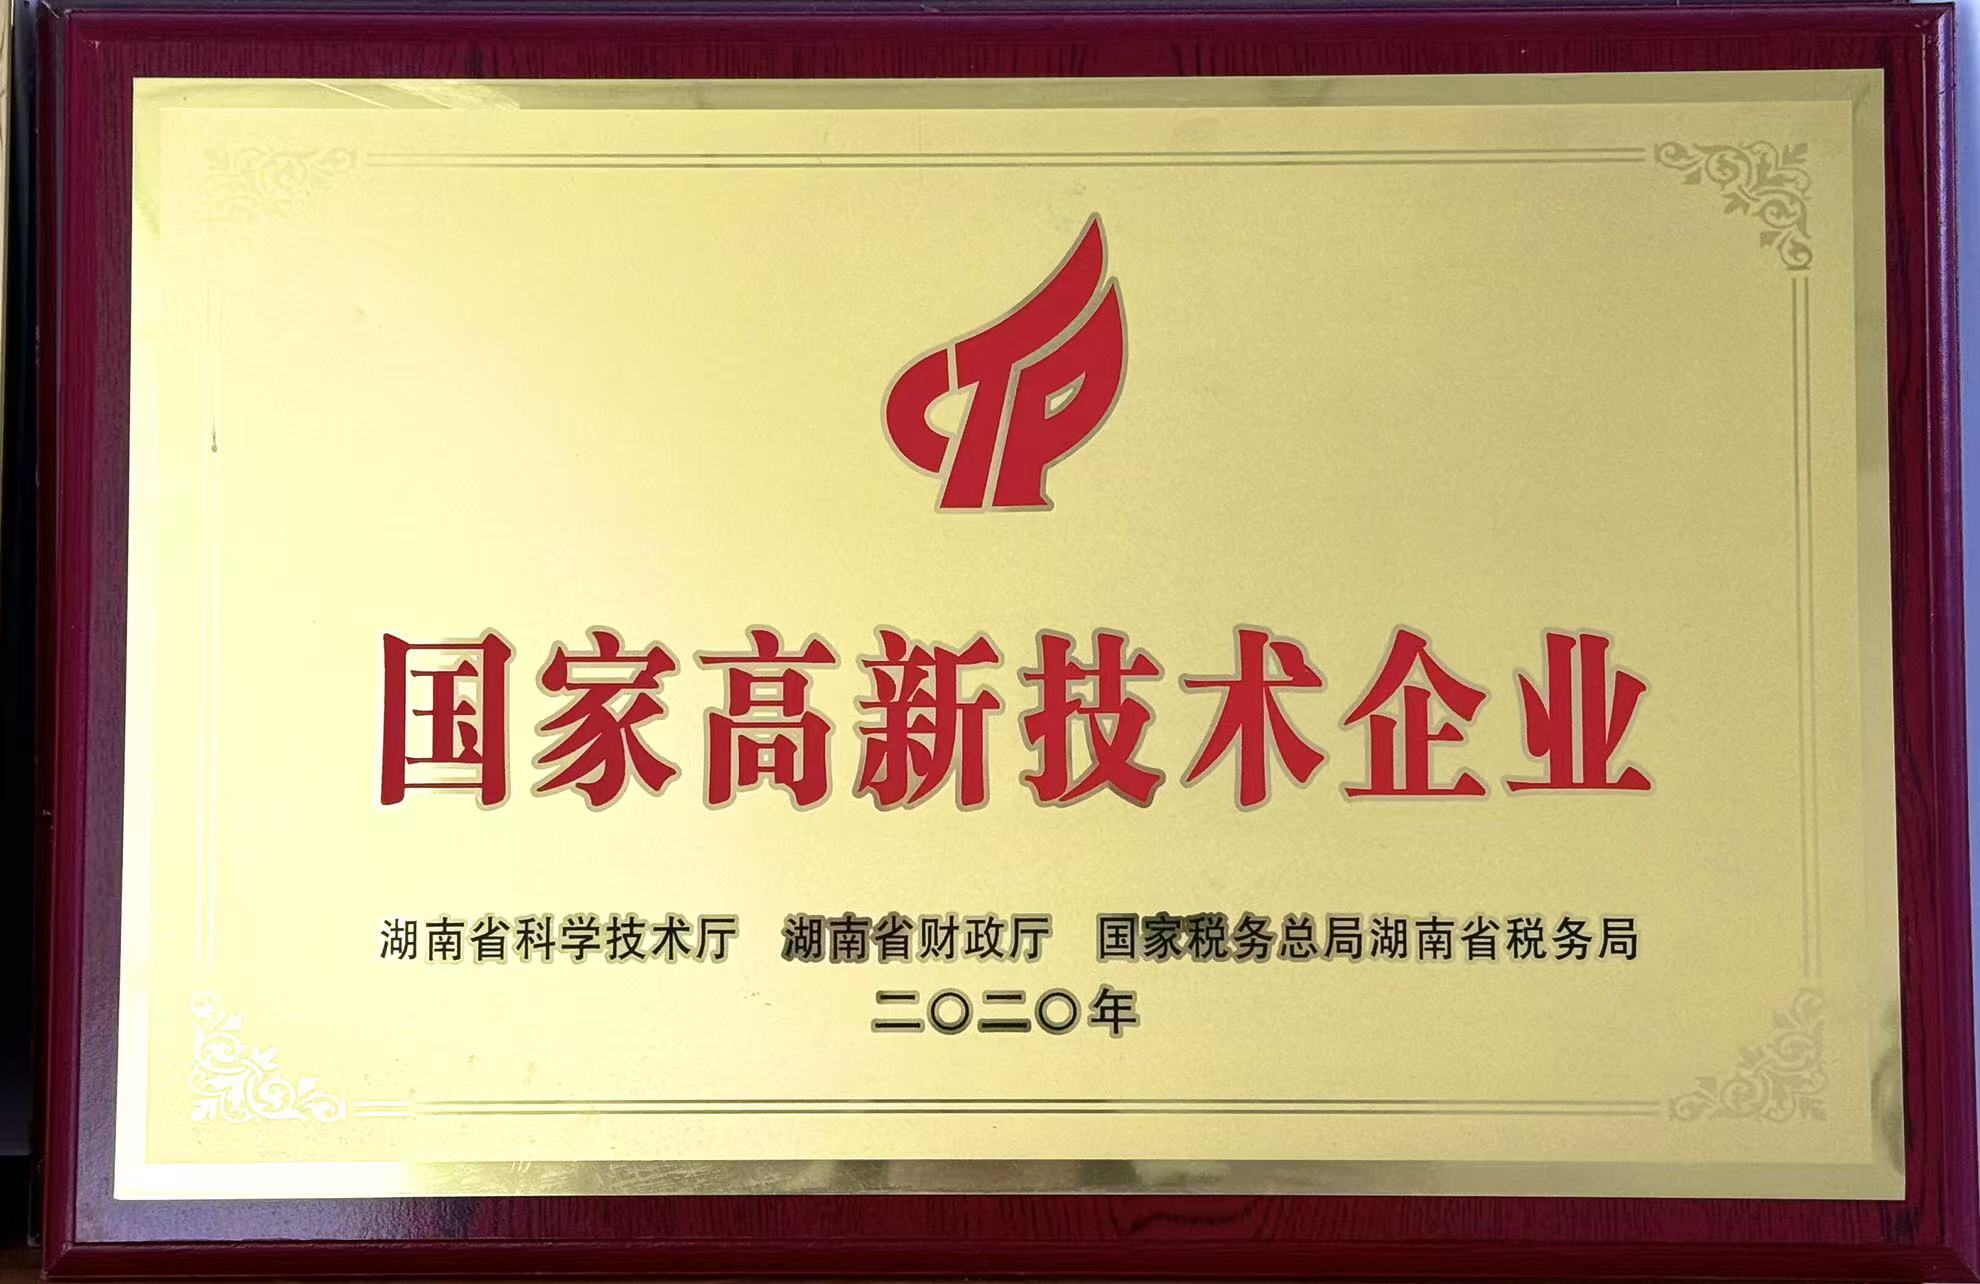 CTP
国家高新技术企业
湖南省科学技术厅 湖南省财政厅 国家税务总局湖南省税务局
二〇二〇年